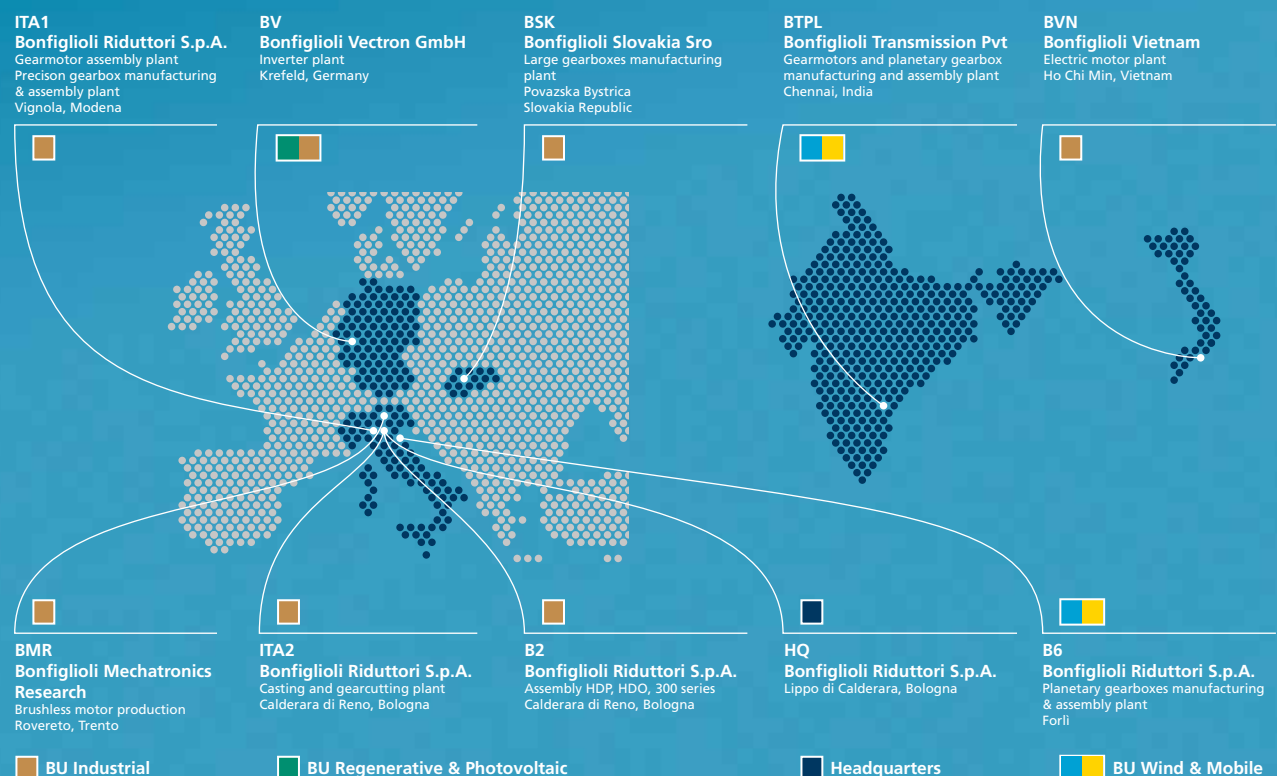 ITA1
Bonfiglioli Riduttori S.p.A.
Gearmotor assembly plant
Precison gearbox manufacturing
& assembly plant
Vignola, Modena
BV
Bonfiglioli Vectron GmbH
Inverter plant
Krefeld, Germany
BSK
Bonfiglioli Slovakia Sro
Large gearboxes manufacturing
plant
Povazska Bystrica
Slovakia Republic
BTPL
Bonfiglioli Transmission Pvt
Gearmotors and planetary gearbox
manufacturing and assembly plant
Chennai, India
BVN
Bonfiglioli Vietnam
Electric motor plant
Ho Chi Min, Vietnam
BMR
Bonfiglioli Mechatronics
Research
Brushless motor production
Rovereto, Trento
ITA2
Bonfiglioli Riduttori S.p.A.
Casting and gearcutting plant
Calderara di Reno, Bologna
B2
Bonfiglioli Riduttori S.p.A.
Assembly HDP, HDO, 300 series
Calderara di Reno, Bologna
HQ
Bonfiglioli Riduttori S.p.A.
Lippo di Calderara, Bologna
B6
Bonfiglioli Riduttori S.p.A.
Planetary gearboxes manufacturing
& assembly plant
Forlì
BU Industrial
BU Regenerative & Photovoltaic
Headquarters
BU Wind & Mobile